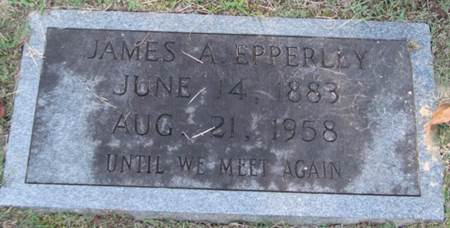 JAMES A. EPPERLEY
JUNE 14, 1883
AUG. 21, 1958
UNTIL WE MEET AGAIN